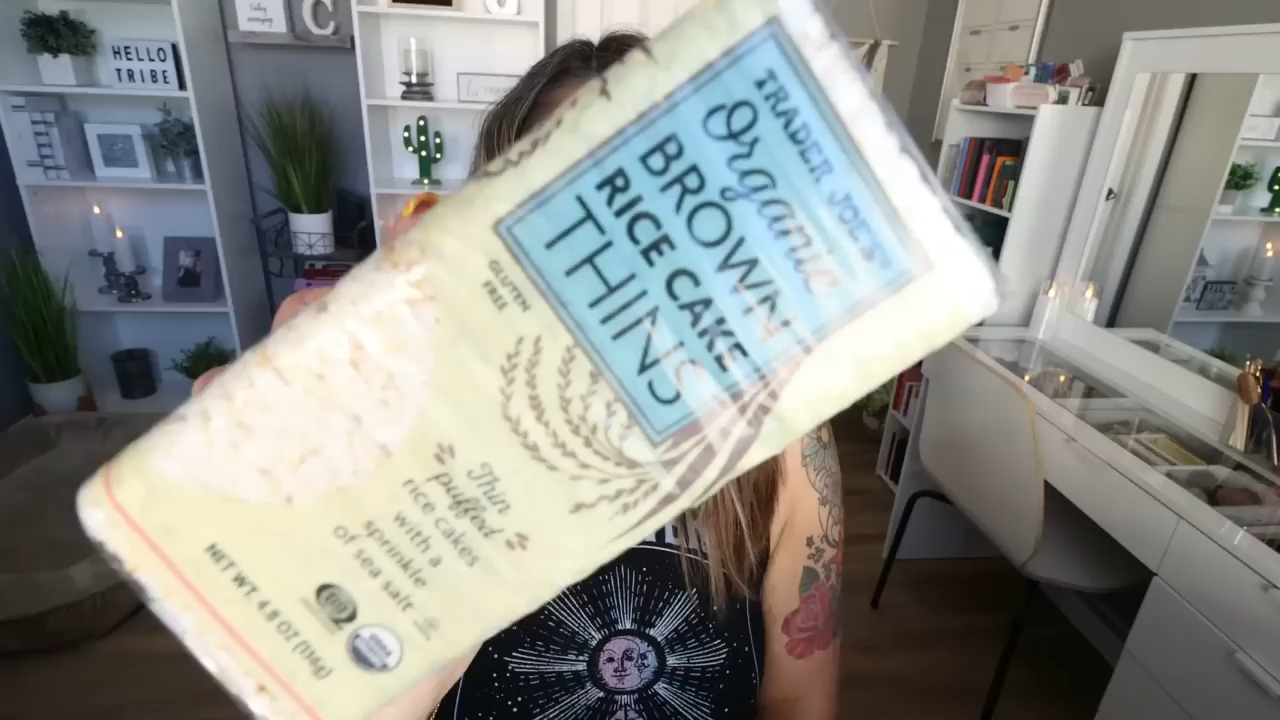 HELLO
TRIBE
C
TRADER JOE'S
Organic
BROWN
RICE CAKE
THINS
GLUTEN
FREE
Thin
puffed
rice cakes
with a
sprinkle
of sea salt
NET WT. 4.8 OZ (136g)